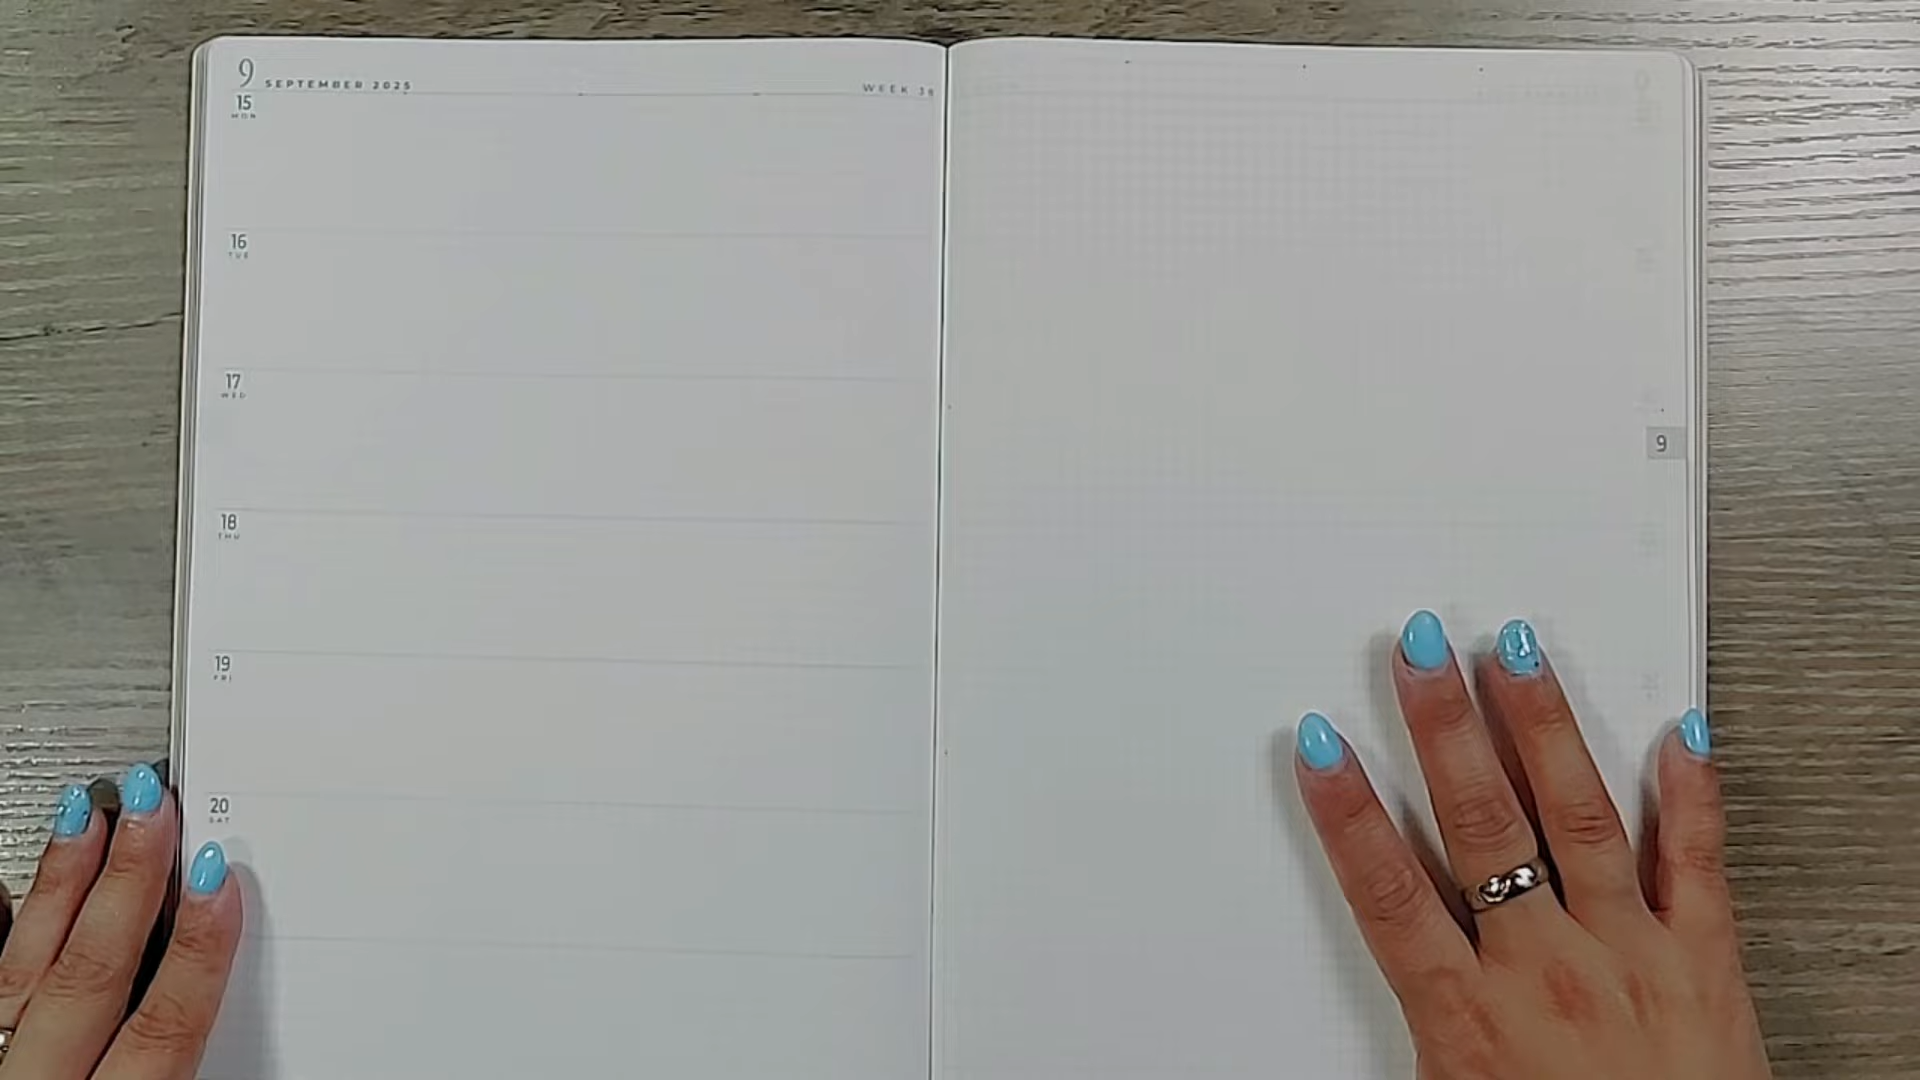 9 SEPTEMBER 2025 WEEK 38
15
MON
16
TUE
17
WED
18
THU
19
FRI
20
SAT
9